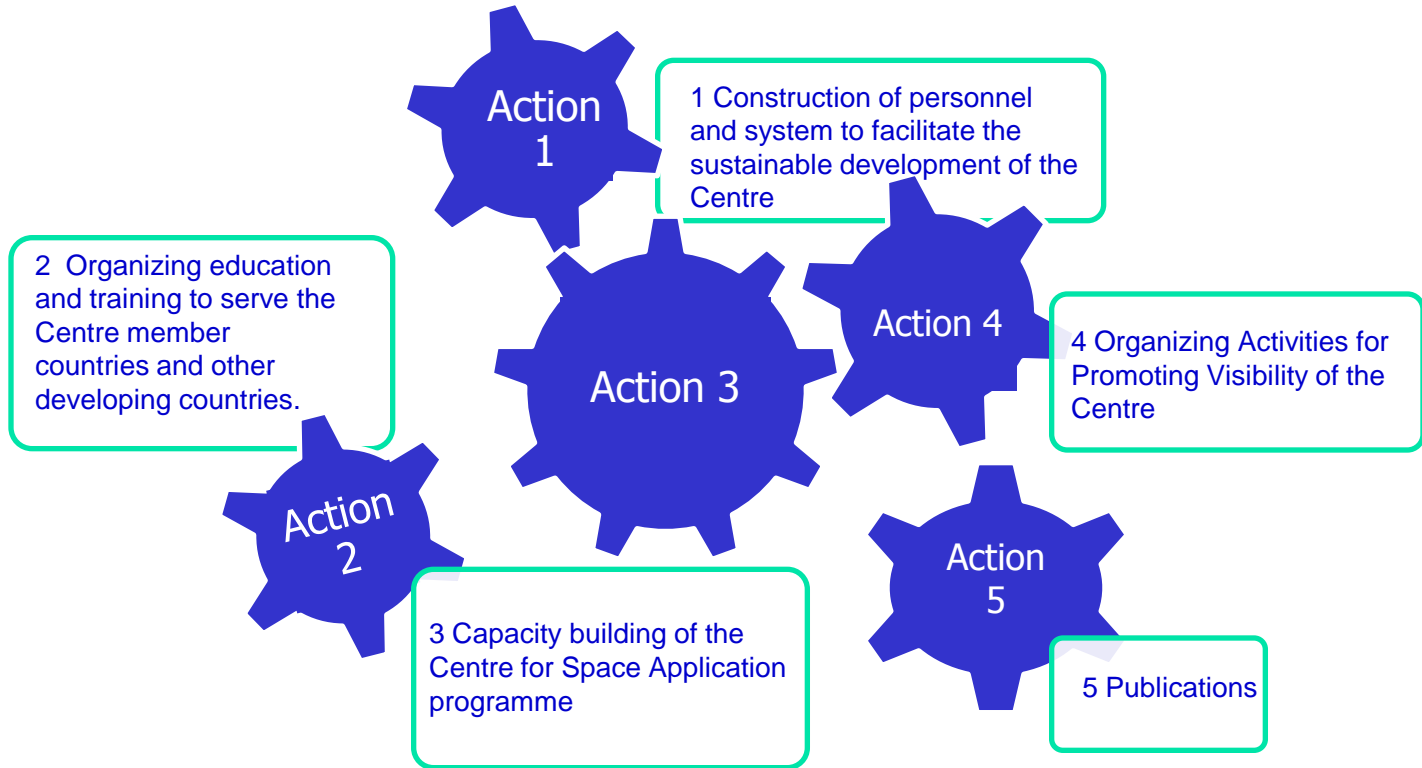 Action
1
1 Construction of personnel
and system to facilitate the
sustainable development of the
Centre
2 Organizing education
and training to serve the
Centre member
countries and other
developing countries.
Action 3
Action 4
4 Organizing Activities for
Promoting Visibility of the
Centre
Action
2
3 Capacity building of the
Centre for Space Application
programme
Action
5
5 Publications